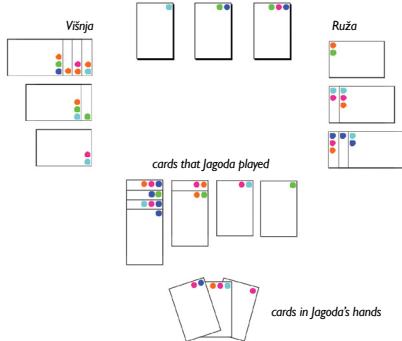 Višnja
Ruža
cards that Jagoda played
cards in Jagoda's hands